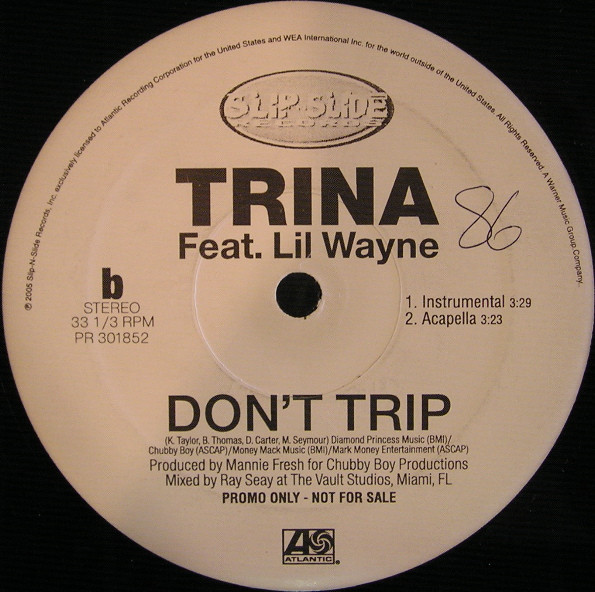 ℗ 2005 Slip-N-Slide Records, Inc. exclusively licensed to Atlantic Recording Corporation for the United States and WEA International Inc. for the world outside of the United States. All Rights Reserved. A Warner Music Group Company.
SLIP-N-SLIDE
RECORDS
TRINA
Feat. Lil Wayne
86
b
STEREO
33 1/3 RPM
PR 301852
1. Instrumental 3:29
2. Acapella 3:23
DON'T TRIP
(K. Taylor, B. Thomas, D. Carter, M. Seymour) Diamond Princess Music (BMI)/
Chubby Boy (ASCAP)/Money Mack Music (BMI)/Mark Money Entertainment (ASCAP)
Produced by Mannie Fresh for Chubby Boy Productions
Mixed by Ray Seay at The Vault Studios, Miami, FL
PROMO ONLY - NOT FOR SALE
ATLANTIC